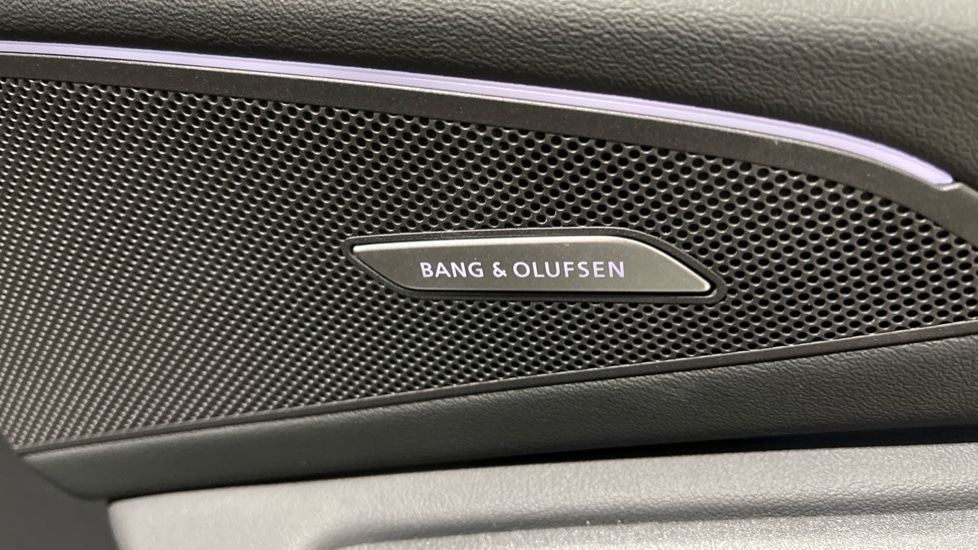 BANG & OLUFSEN